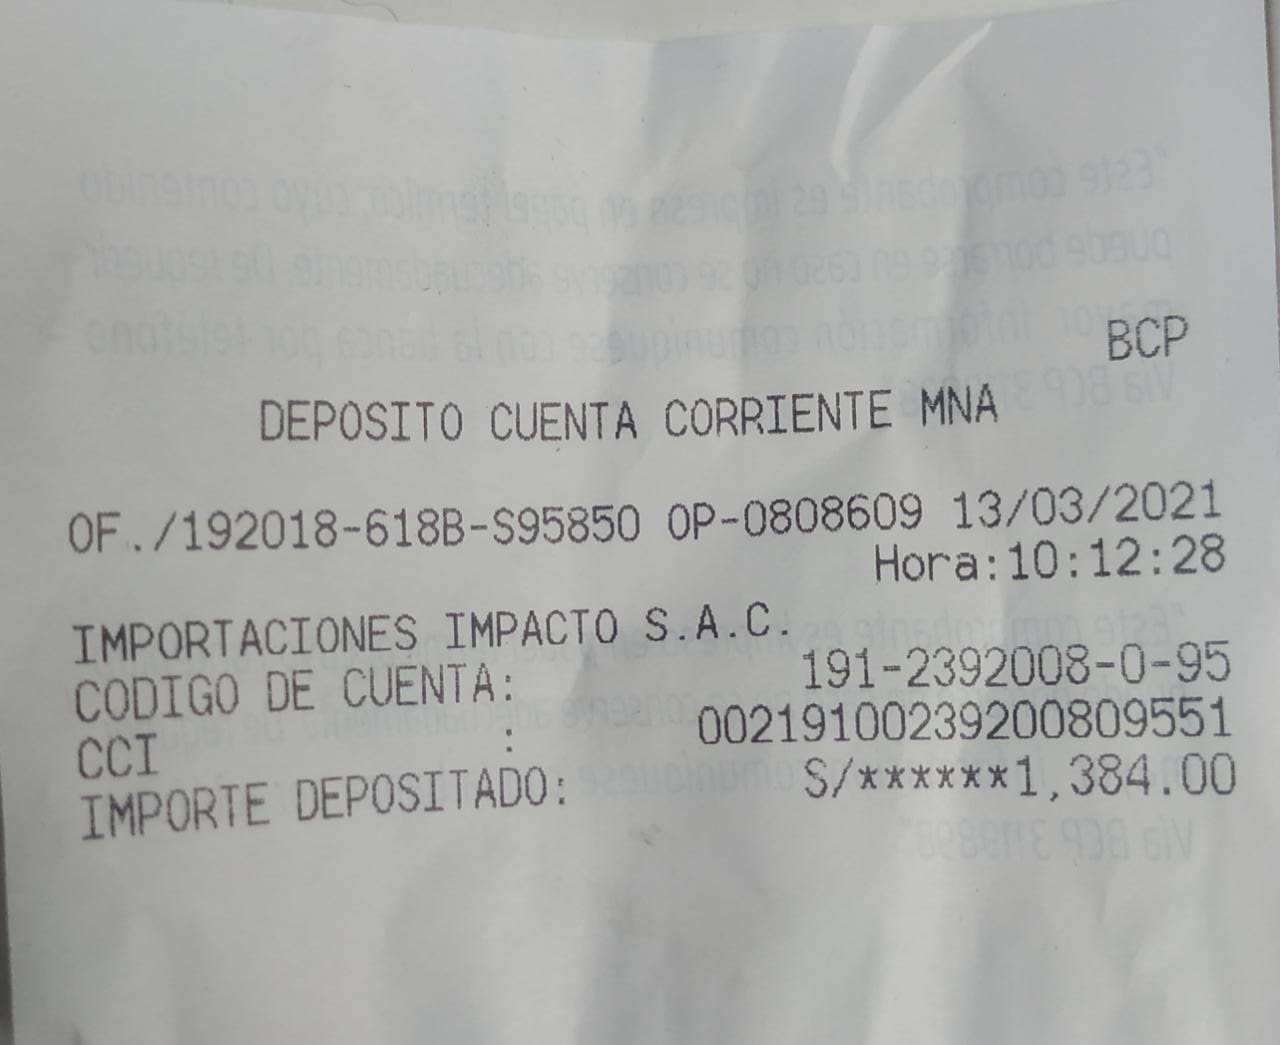 BCP
DEPOSITO CUENTA CORRIENTE MNA
OF./192018-618B-S95850 OP-0808609 13/03/2021
Hora:10:12:28
IMPORTACIONES IMPACTO S.A.C.
CODIGO DE CUENTA: 191-2392008-0-95
CCI : 00219100239200809551
IMPORTE DEPOSITADO: S/******1,384.00